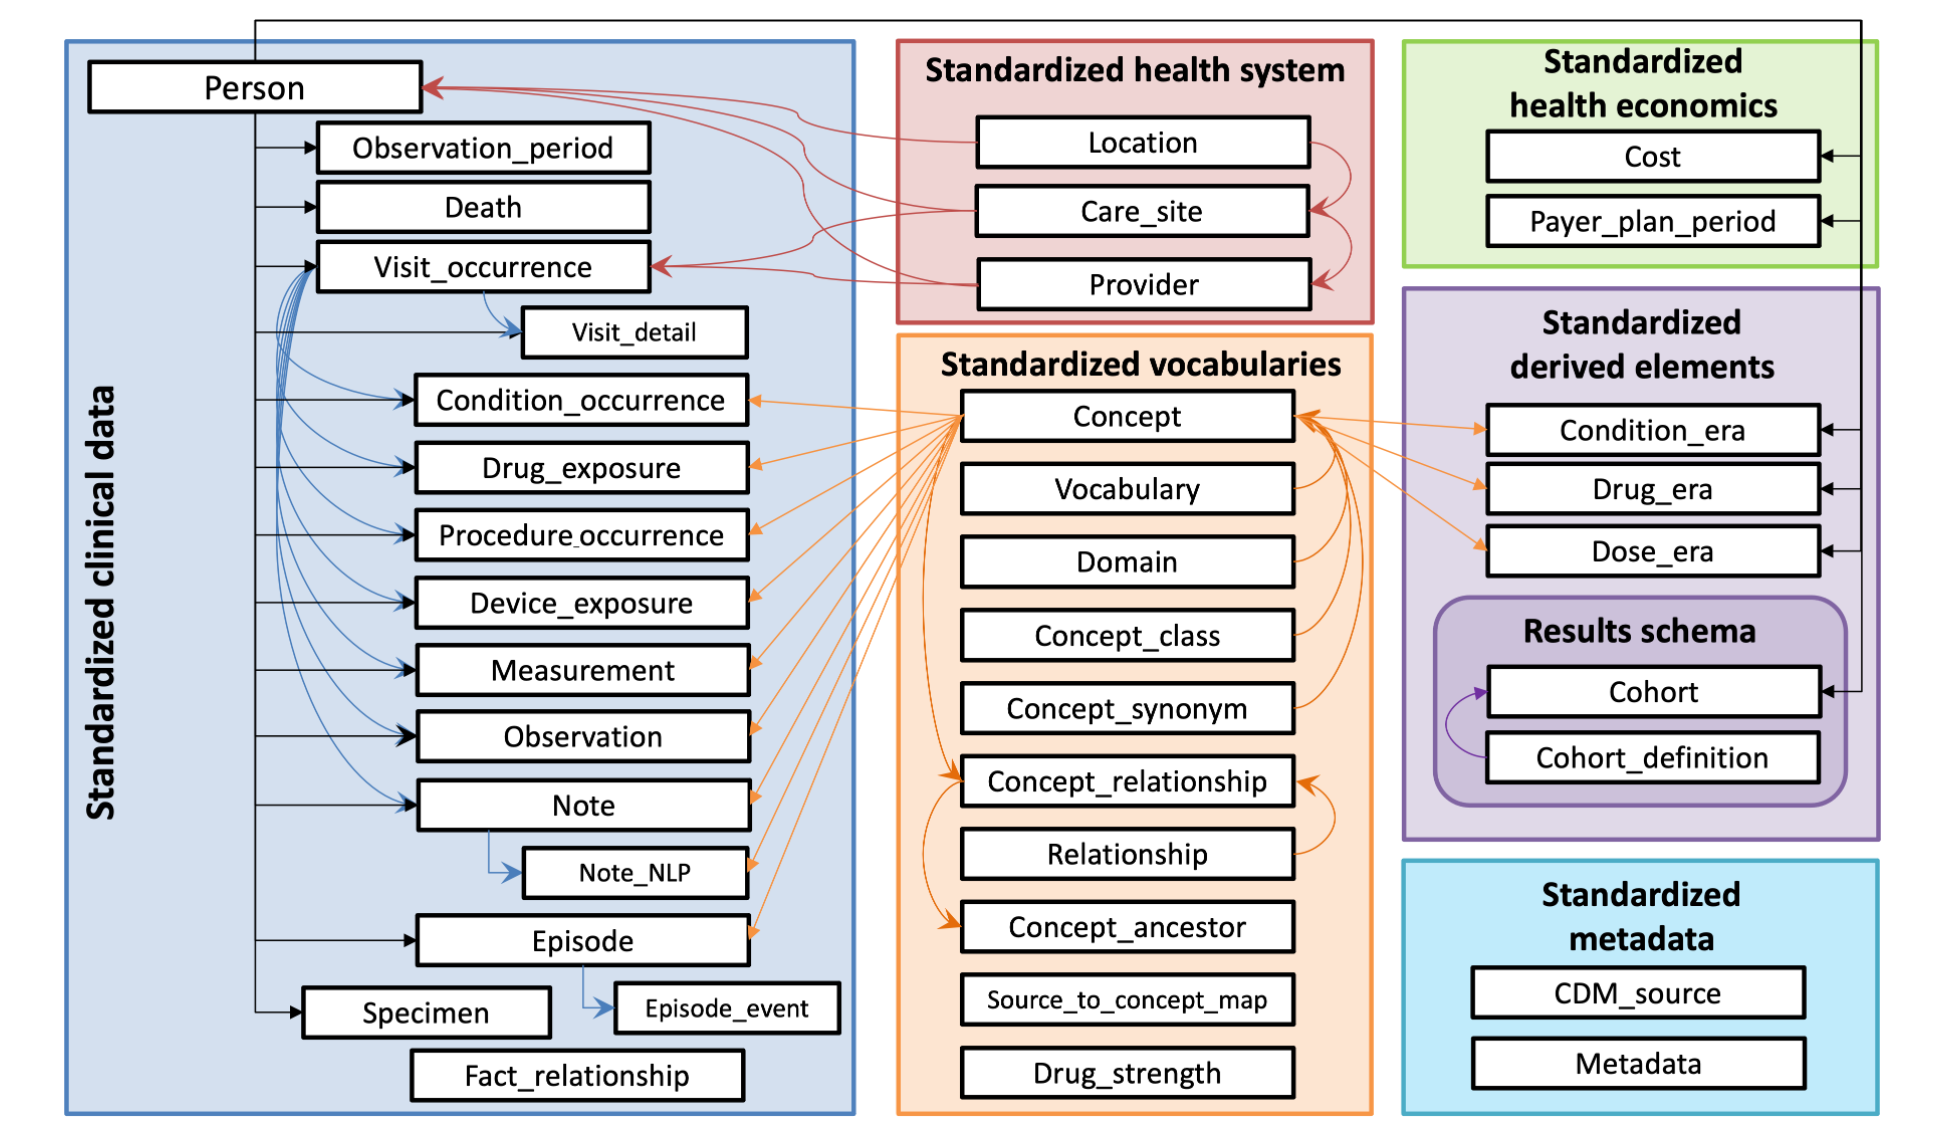 Standardized clinical data
Person
Observation_period
Death
Visit_occurrence
Visit_detail
Condition_occurrence
Drug_exposure
Procedure_occurrence
Device_exposure
Measurement
Observation
Note
Note_NLP
Episode
Specimen
Episode_event
Fact_relationship
Standardized health system
Location
Care_site
Provider
Standardized vocabularies
Concept
Vocabulary
Domain
Concept_class
Concept_synonym
Concept_relationship
Relationship
Concept_ancestor
Source_to_concept_map
Drug_strength
Standardized
health economics
Cost
Payer_plan_period
Standardized
derived elements
Condition_era
Drug_era
Dose_era
Results schema
Cohort
Cohort_definition
Standardized
metadata
CDM_source
Metadata